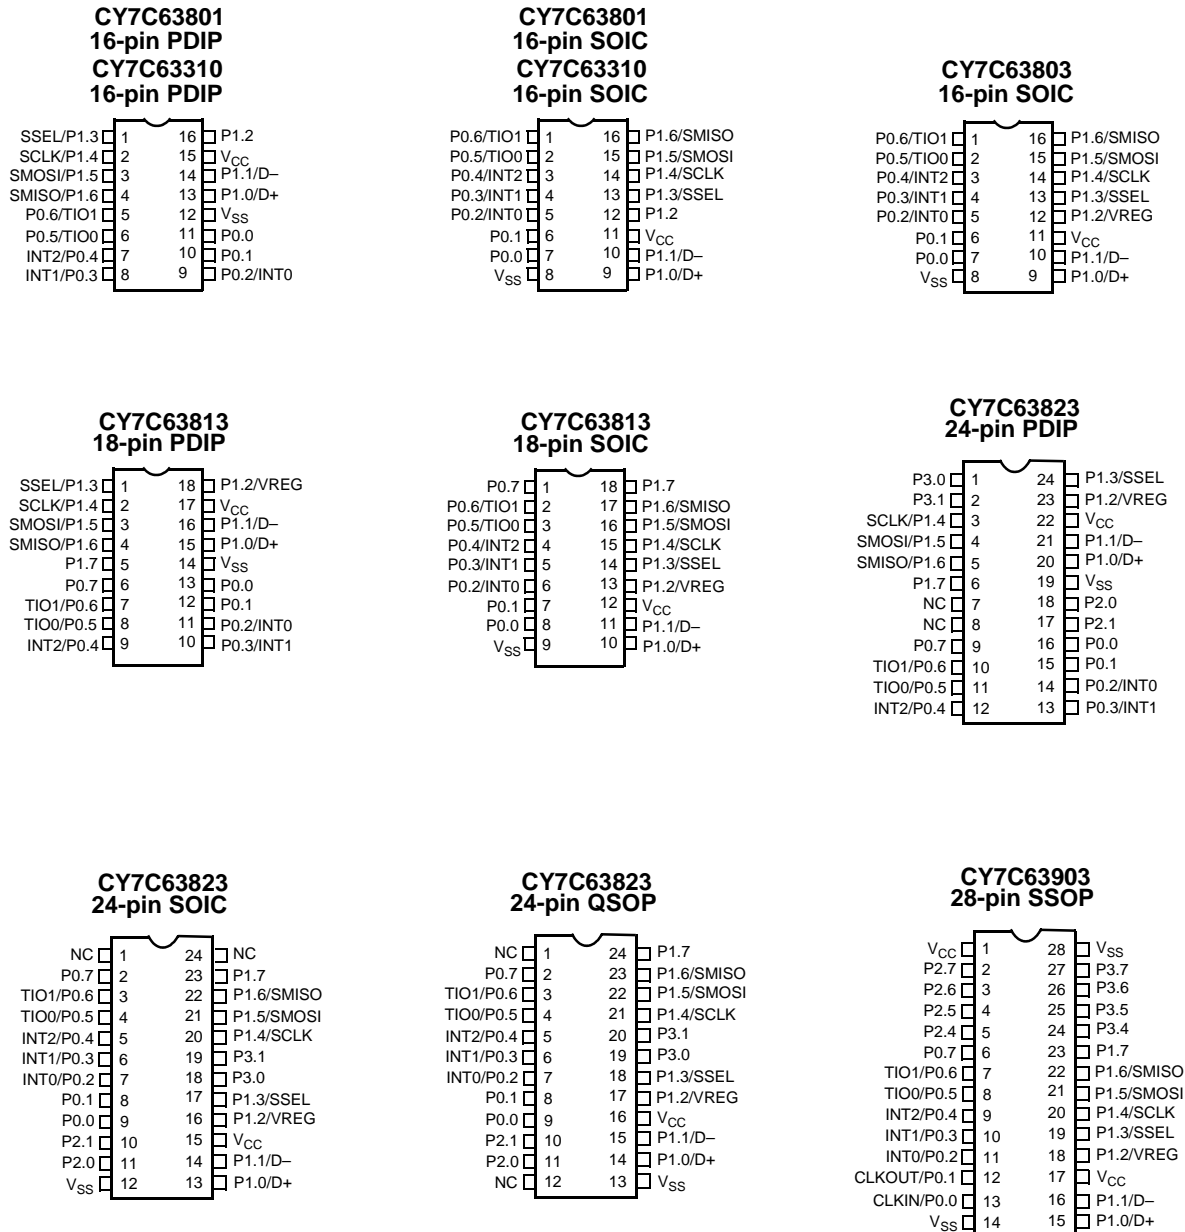 CY7C63801
16-pin PDIP
CY7C63310
16-pin PDIP
SSEL/P1.3 1 16 P1.2
SCLK/P1.4 2 15 VCC
SMOSI/P1.5 3 14 P1.1/D–
SMISO/P1.6 4 13 P1.0/D+
P0.6/TIO1 5 12 VSS
P0.5/TIO0 6 11 P0.0
INT2/P0.4 7 10 P0.1
INT1/P0.3 8 9 P0.2/INT0
CY7C63801
16-pin SOIC
CY7C63310
16-pin SOIC
P0.6/TIO1 1 16 P1.6/SMISO
P0.5/TIO0 2 15 P1.5/SMOSI
P0.4/INT2 3 14 P1.4/SCLK
P0.3/INT1 4 13 P1.3/SSEL
P0.2/INT0 5 12 P1.2
P0.1 6 11 VCC
P0.0 7 10 P1.1/D–
VSS 8 9 P1.0/D+
CY7C63803
16-pin SOIC
P0.6/TIO1 1 16 P1.6/SMISO
P0.5/TIO0 2 15 P1.5/SMOSI
P0.4/INT2 3 14 P1.4/SCLK
P0.3/INT1 4 13 P1.3/SSEL
P0.2/INT0 5 12 P1.2/VREG
P0.1 6 11 VCC
P0.0 7 10 P1.1/D–
VSS 8 9 P1.0/D+
CY7C63813
18-pin PDIP
SSEL/P1.3 1 18 P1.2/VREG
SCLK/P1.4 2 17 VCC
SMOSI/P1.5 3 16 P1.1/D–
SMISO/P1.6 4 15 P1.0/D+
P1.7 5 14 VSS
P0.7 6 13 P0.0
TIO1/P0.6 7 12 P0.1
TIO0/P0.5 8 11 P0.2/INT0
INT2/P0.4 9 10 P0.3/INT1
CY7C63813
18-pin SOIC
P0.7 1 18 P1.7
P0.6/TIO1 2 17 P1.6/SMISO
P0.5/TIO0 3 16 P1.5/SMOSI
P0.4/INT2 4 15 P1.4/SCLK
P0.3/INT1 5 14 P1.3/SSEL
P0.2/INT0 6 13 P1.2/VREG
P0.1 7 12 VCC
P0.0 8 11 P1.1/D–
VSS 9 10 P1.0/D+
CY7C63823
24-pin PDIP
P3.0 1 24 P1.3/SSEL
P3.1 2 23 P1.2/VREG
SCLK/P1.4 3 22 VCC
SMOSI/P1.5 4 21 P1.1/D–
SMISO/P1.6 5 20 P1.0/D+
P1.7 6 19 VSS
NC 7 18 P2.0
NC 8 17 P2.1
P0.7 9 16 P0.0
TIO1/P0.6 10 15 P0.1
TIO0/P0.5 11 14 P0.2/INT0
INT2/P0.4 12 13 P0.3/INT1
CY7C63823
24-pin SOIC
NC 1 24 NC
P0.7 2 23 P1.7
TIO1/P0.6 3 22 P1.6/SMISO
TIO0/P0.5 4 21 P1.5/SMOSI
INT2/P0.4 5 20 P1.4/SCLK
INT1/P0.3 6 19 P3.1
INT0/P0.2 7 18 P3.0
P0.1 8 17 P1.3/SSEL
P0.0 9 16 P1.2/VREG
P2.1 10 15 VCC
P2.0 11 14 P1.1/D–
VSS 12 13 P1.0/D+
CY7C63823
24-pin QSOP
NC 1 24 P1.7
P0.7 2 23 P1.6/SMISO
TIO1/P0.6 3 22 P1.5/SMOSI
TIO0/P0.5 4 21 P1.4/SCLK
INT2/P0.4 5 20 P3.1
INT1/P0.3 6 19 P3.0
INT0/P0.2 7 18 P1.3/SSEL
P0.1 8 17 P1.2/VREG
P0.0 9 16 VCC
P2.1 10 15 P1.1/D–
P2.0 11 14 P1.0/D+
NC 12 13 VSS
CY7C63903
28-pin SSOP
VCC 1 28 VSS
P2.7 2 27 P3.7
P2.6 3 26 P3.6
P2.5 4 25 P3.5
P2.4 5 24 P3.4
P0.7 6 23 P1.7
TIO1/P0.6 7 22 P1.6/SMISO
TIO0/P0.5 8 21 P1.5/SMOSI
INT2/P0.4 9 20 P1.4/SCLK
INT1/P0.3 10 19 P1.3/SSEL
INT0/P0.2 11 18 P1.2/VREG
CLKOUT/P0.1 12 17 VCC
CLKIN/P0.0 13 16 P1.1/D–
VSS 14 15 P1.0/D+